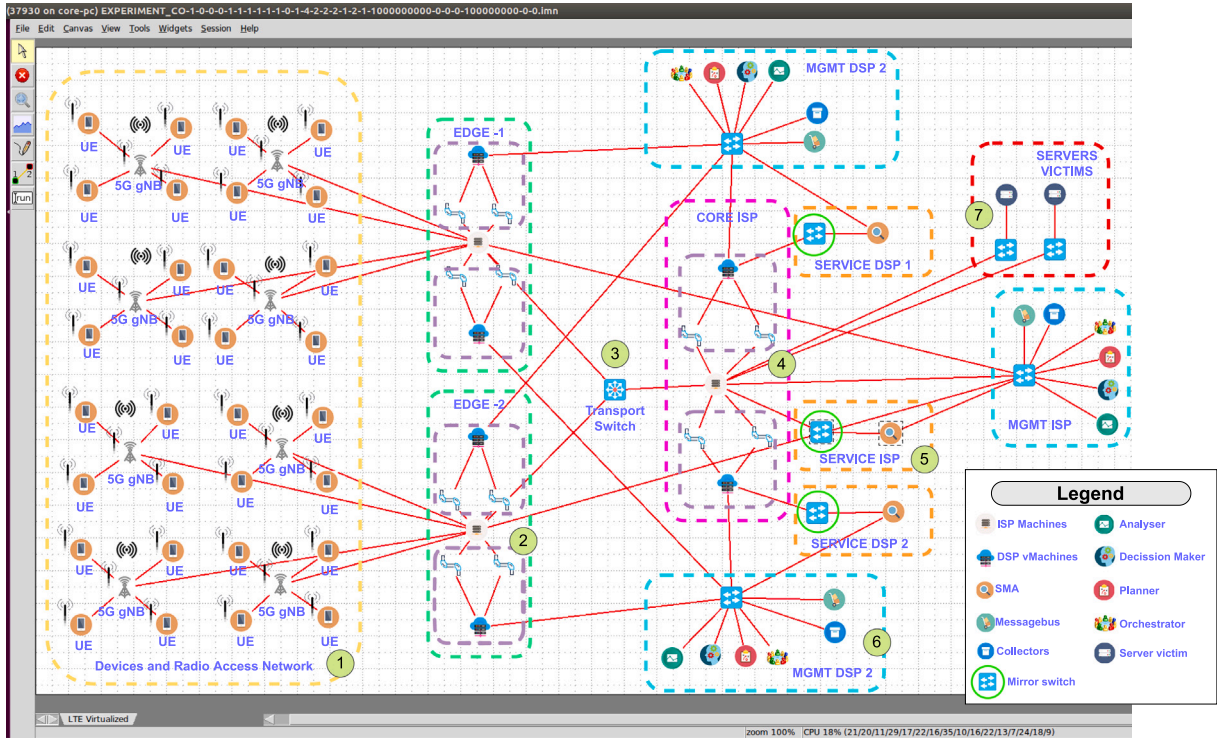 (37930 on core-pc) EXPERIMENT_CO-1-0-0-0-1-1-1-1-1-1-0-1-4-2-2-2-1-2-1-1000000000-0-0-0-100000000-0-0.imn
File Edit Canvas View Tools Widgets Session Help
run
MGMT DSP 2
EDGE -1
SERVERS
VICTIMS
UE UE UE UE
5G gNB 5G gNB
UE UE UE UE
7
CORE ISP
SERVICE DSP 1
UE UE UE UE
5G gNB 5G gNB
UE UE UE UE
3
4
Transport
Switch
EDGE -2
MGMT ISP
UE UE UE UE
5G gNB 5G gNB
UE UE UE UE
SERVICE ISP
5
2
SERVICE DSP 2
UE UE UE UE
5G gNB 5G gNB
UE UE UE UE
Devices and Radio Access Network
1
6
MGMT DSP 2
Legend
ISP Machines
Analyser
DSP vMachines
Decission Maker
SMA
Planner
Messagebus
Orchestrator
Collectors
Server victim
Mirror switch
LTE Virtualized
zoom 100% CPU 18% (21/20/11/29/17/22/16/35/10/16/22/13/7/24/18/9)